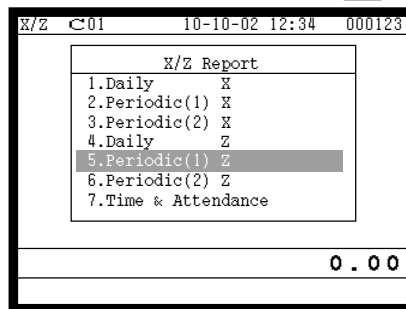 X/Z C01 10-10-02 12:34 000123
X/Z Report
1.Daily X
2.Periodic(1) X
3.Periodic(2) X
4.Daily Z
5.Periodic(1) Z
6.Periodic(2) Z
7.Time & Attendance
0.00